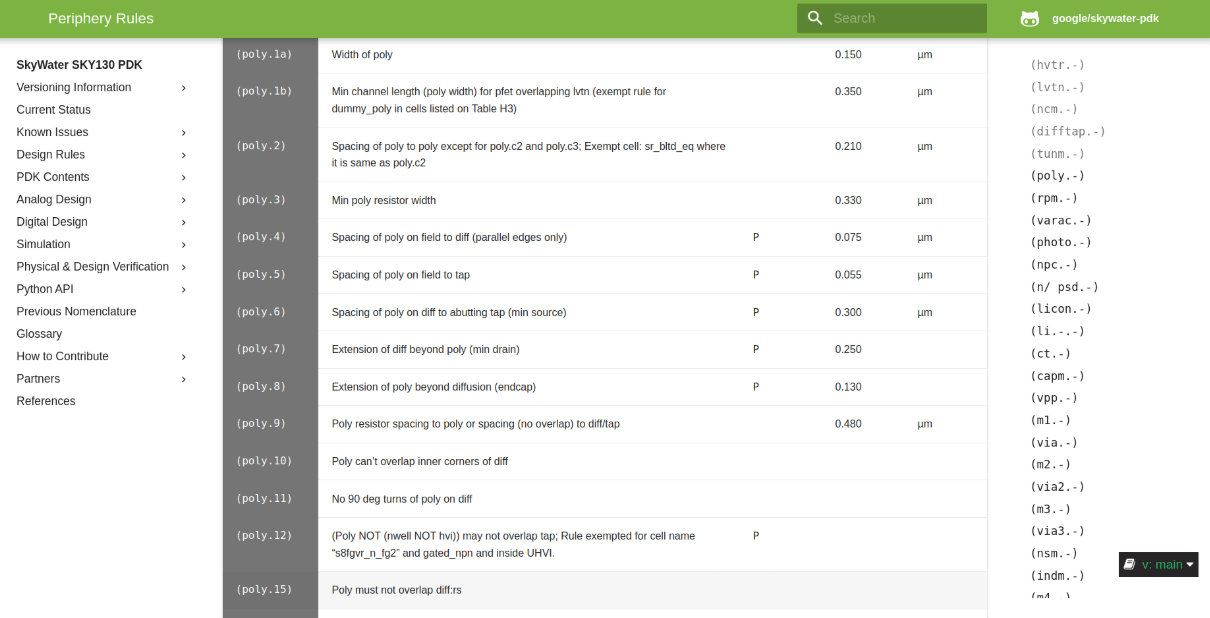 Periphery Rules
Search
google/skywater-pdk
SkyWater SKY130 PDK
Versioning Information
Current Status
Known Issues
Design Rules
PDK Contents
Analog Design
Digital Design
Simulation
Physical & Design Verification
Python API
Previous Nomenclature
Glossary
How to Contribute
Partners
References
(poly.1a) Width of poly 0.150 µm
(poly.1b) Min channel length (poly width) for pfet overlapping lvtn (exempt rule for 0.350 µm
dummy_poly in cells listed on Table H3)
(poly.2) Spacing of poly to poly except for poly.c2 and poly.c3; Exempt cell: sr_bltd_eq where 0.210 µm
it is same as poly.c2
(poly.3) Min poly resistor width 0.330 µm
(poly.4) Spacing of poly on field to diff (parallel edges only) P 0.075 µm
(poly.5) Spacing of poly on field to tap P 0.055 µm
(poly.6) Spacing of poly on diff to abutting tap (min source) P 0.300 µm
(poly.7) Extension of diff beyond poly (min drain) P 0.250
(poly.8) Extension of poly beyond diffusion (endcap) P 0.130
(poly.9) Poly resistor spacing to poly or spacing (no overlap) to diff/tap 0.480 µm
(poly.10) Poly can’t overlap inner corners of diff
(poly.11) No 90 deg turns of poly on diff
(poly.12) (Poly NOT (nwell NOT hvi)) may not overlap tap; Rule exempted for cell name P
“s8fgvr_n_fg2” and gated_npn and inside UHVI.
(poly.15) Poly must not overlap diff:rs
(hvtr.-)
(lvtn.-)
(ncm.-)
(difftap.-)
(tunm.-)
(poly.-)
(rpm.-)
(varac.-)
(photo.-)
(npc.-)
(n/ psd.-)
(licon.-)
(li.-.-)
(ct.-)
(capm.-)
(vpp.-)
(m1.-)
(via.-)
(m2.-)
(via2.-)
(m3.-)
(via3.-)
(nsm.-)
(indm.-)
(m4.-)
v: main